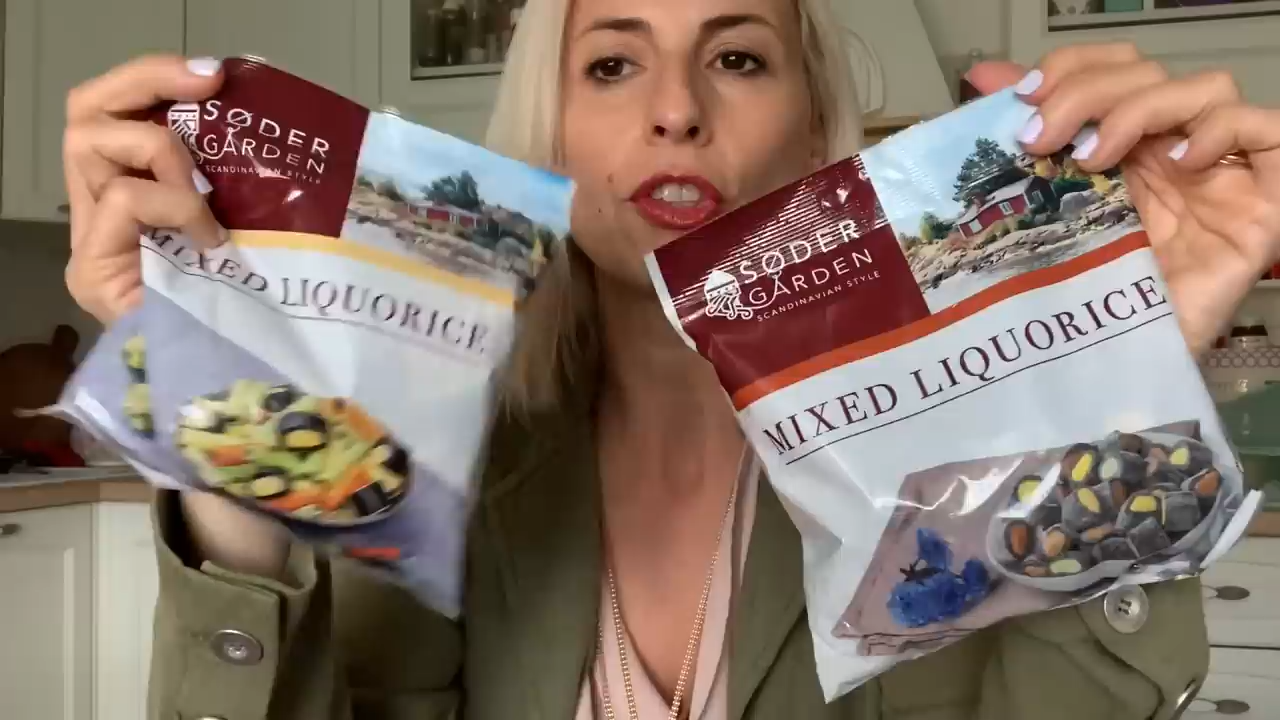 SØDER
GÅRDEN
SCANDINAVIAN STYLE
MIXED LIQUORICE
SØDER
GÅRDEN
SCANDINAVIAN STYLE
MIXED LIQUORICE